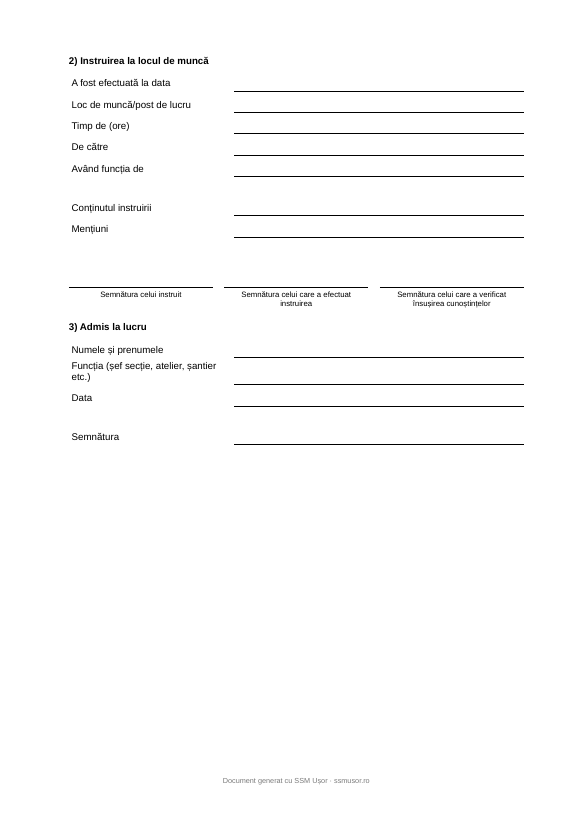 2) Instruirea la locul de muncă
A fost efectuată la data
Loc de muncă/post de lucru
Timp de (ore)
De către
Având funcția de
Conținutul instruirii
Mențiuni
Semnătura celui instruit
Semnătura celui care a efectuat
instruirea
Semnătura celui care a verificat
însușirea cunoștințelor
3) Admis la lucru
Numele și prenumele
Funcția (șef secție, atelier, șantier
etc.)
Data
Semnătura
Document generat cu SSM Ușor · ssmusor.ro